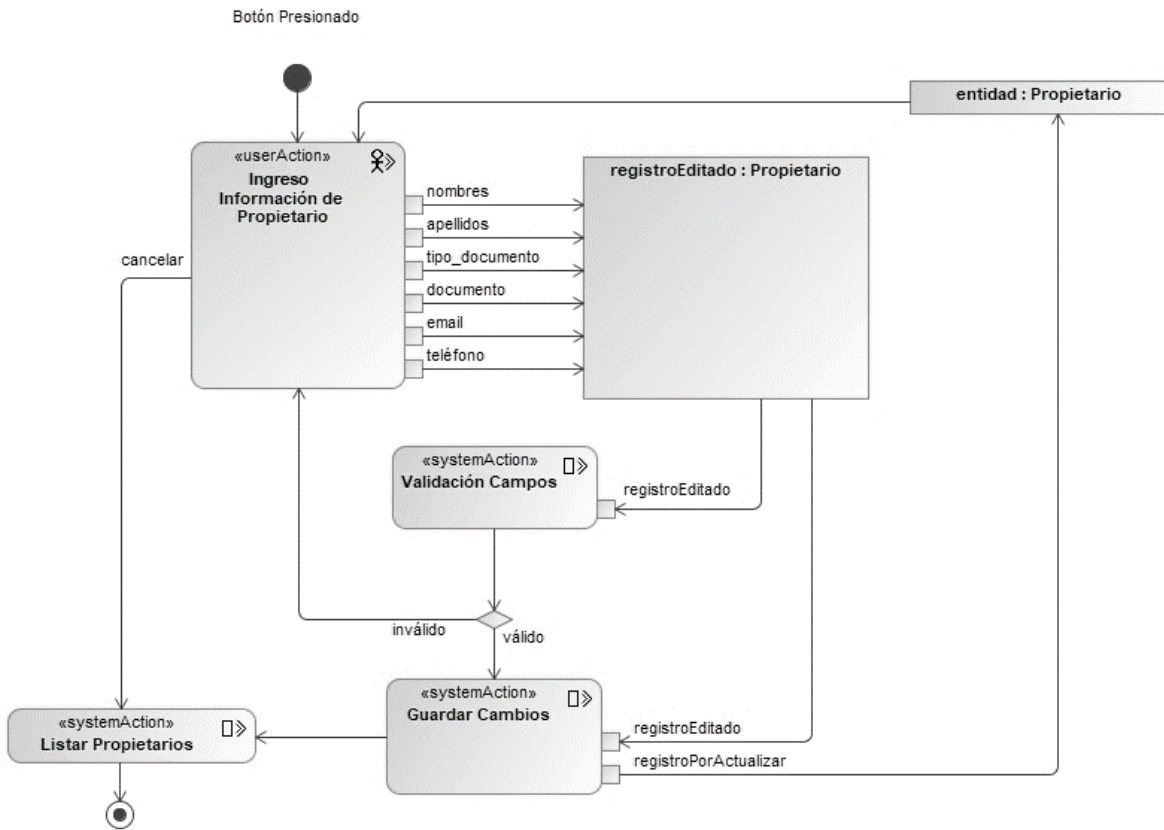 Botón Presionado
entidad : Propietario
«userAction»
Ingreso
Información de
Propietario
registroEditado : Propietario
nombres
apellidos
tipo_documento
documento
email
teléfono
cancelar
«systemAction»
Validación Campos
registroEditado
inválido
válido
«systemAction»
Guardar Cambios
registroEditado
registroPorActualizar
«systemAction»
Listar Propietarios